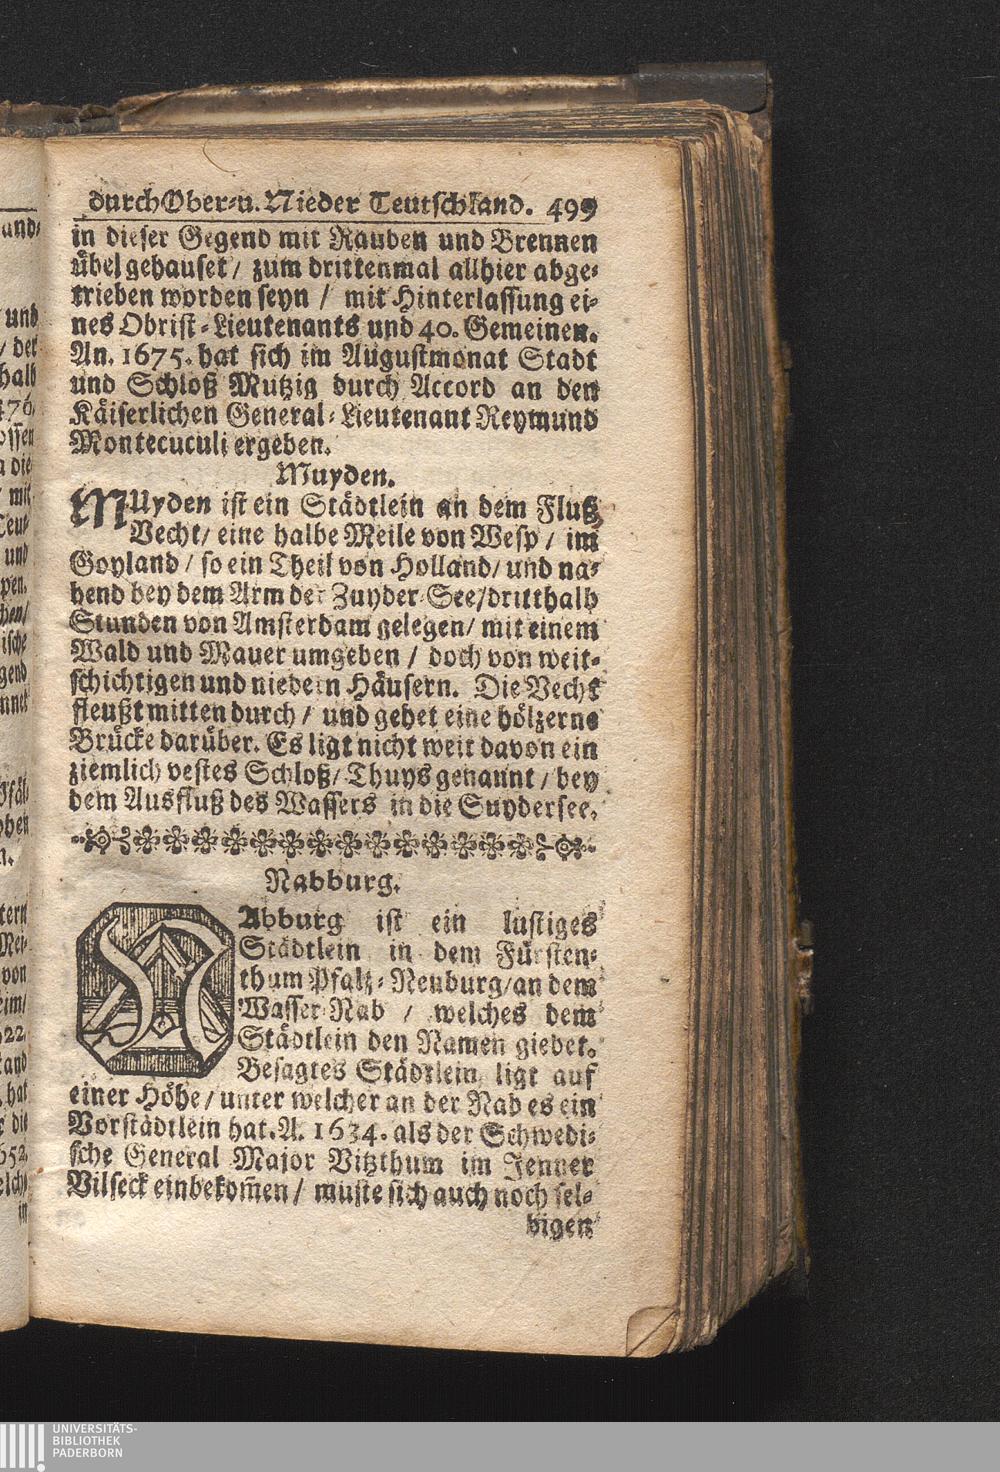 durch Ober- u. Nieder Teutschland. 499
in dieser Gegend mit Rauben und Brennen
übel gehauset / zum drittenmal allhier abge-
trieben worden seyn / mit Hinterlassung ei-
nes Obrist-Lieutenants und 40. Gemeinen.
An. 1675. hat sich im Augustmonat Stadt
und Schloß Mutzig durch Accord an den
Käiserlichen General-Lieutenant Reymund
Montecuculi ergeben.
Muyden.
MUyden ist ein Städtlein an dem Fluß
Vecht / eine halbe Meile von Wesp / im
Goyland / so ein Theil von Holland / und na-
hend bey dem Arm der Zuyder-See / dritthalb
Stunden von Amsterdam gelegen / mit einem
Wald und Mauer umgeben / doch von weit-
schichtigen und niedern Häusern. Die Vecht
fleußt mitten durch / und gehet eine hölzerne
Brücke darüber. Es ligt nicht weit davon ein
ziemlich vestes Schloß / Thuys genannt / bey
dem Ausfluß des Wassers in die Suydersee.
Nabburg.
NAbburg ist ein lustiges
Städtlein in dem Fürsten-
thum Pfaltz-Neuburg / an dem
Wasser Nab / welches dem
Städtlein den Namen giebet.
Besagtes Städtlein ligt auf
einer Höhe / unter welcher an der Nab es ein
Vorstädtlein hat. A. 1634. als der Schwedi-
sche General Major Vitzthum im Jenner
Vilseck einbekom̃en / muste sich auch noch sel-
bigen
UNIVERSITÄTS-
BIBLIOTHEK
PADERBORN